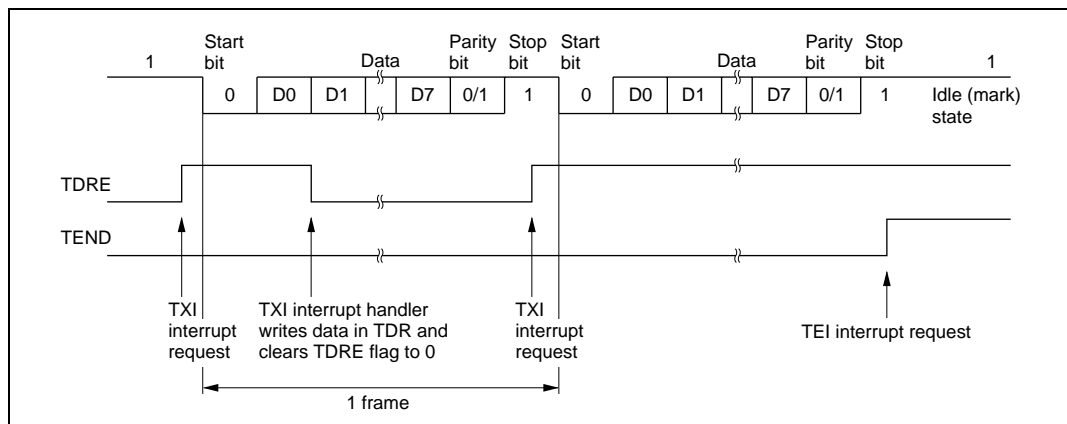 1
Start bit
Data
Parity bit
Stop bit
Start bit
Data
Parity bit
Stop bit
1
0 D0 D1 D7 0/1 1 0 D0 D1 D7 0/1 1
Idle (mark)
state
TDRE
TEND
TXI
interrupt
request
TXI interrupt handler
writes data in TDR and
clears TDRE flag to 0
TXI
interrupt
request
TEI interrupt request
1 frame